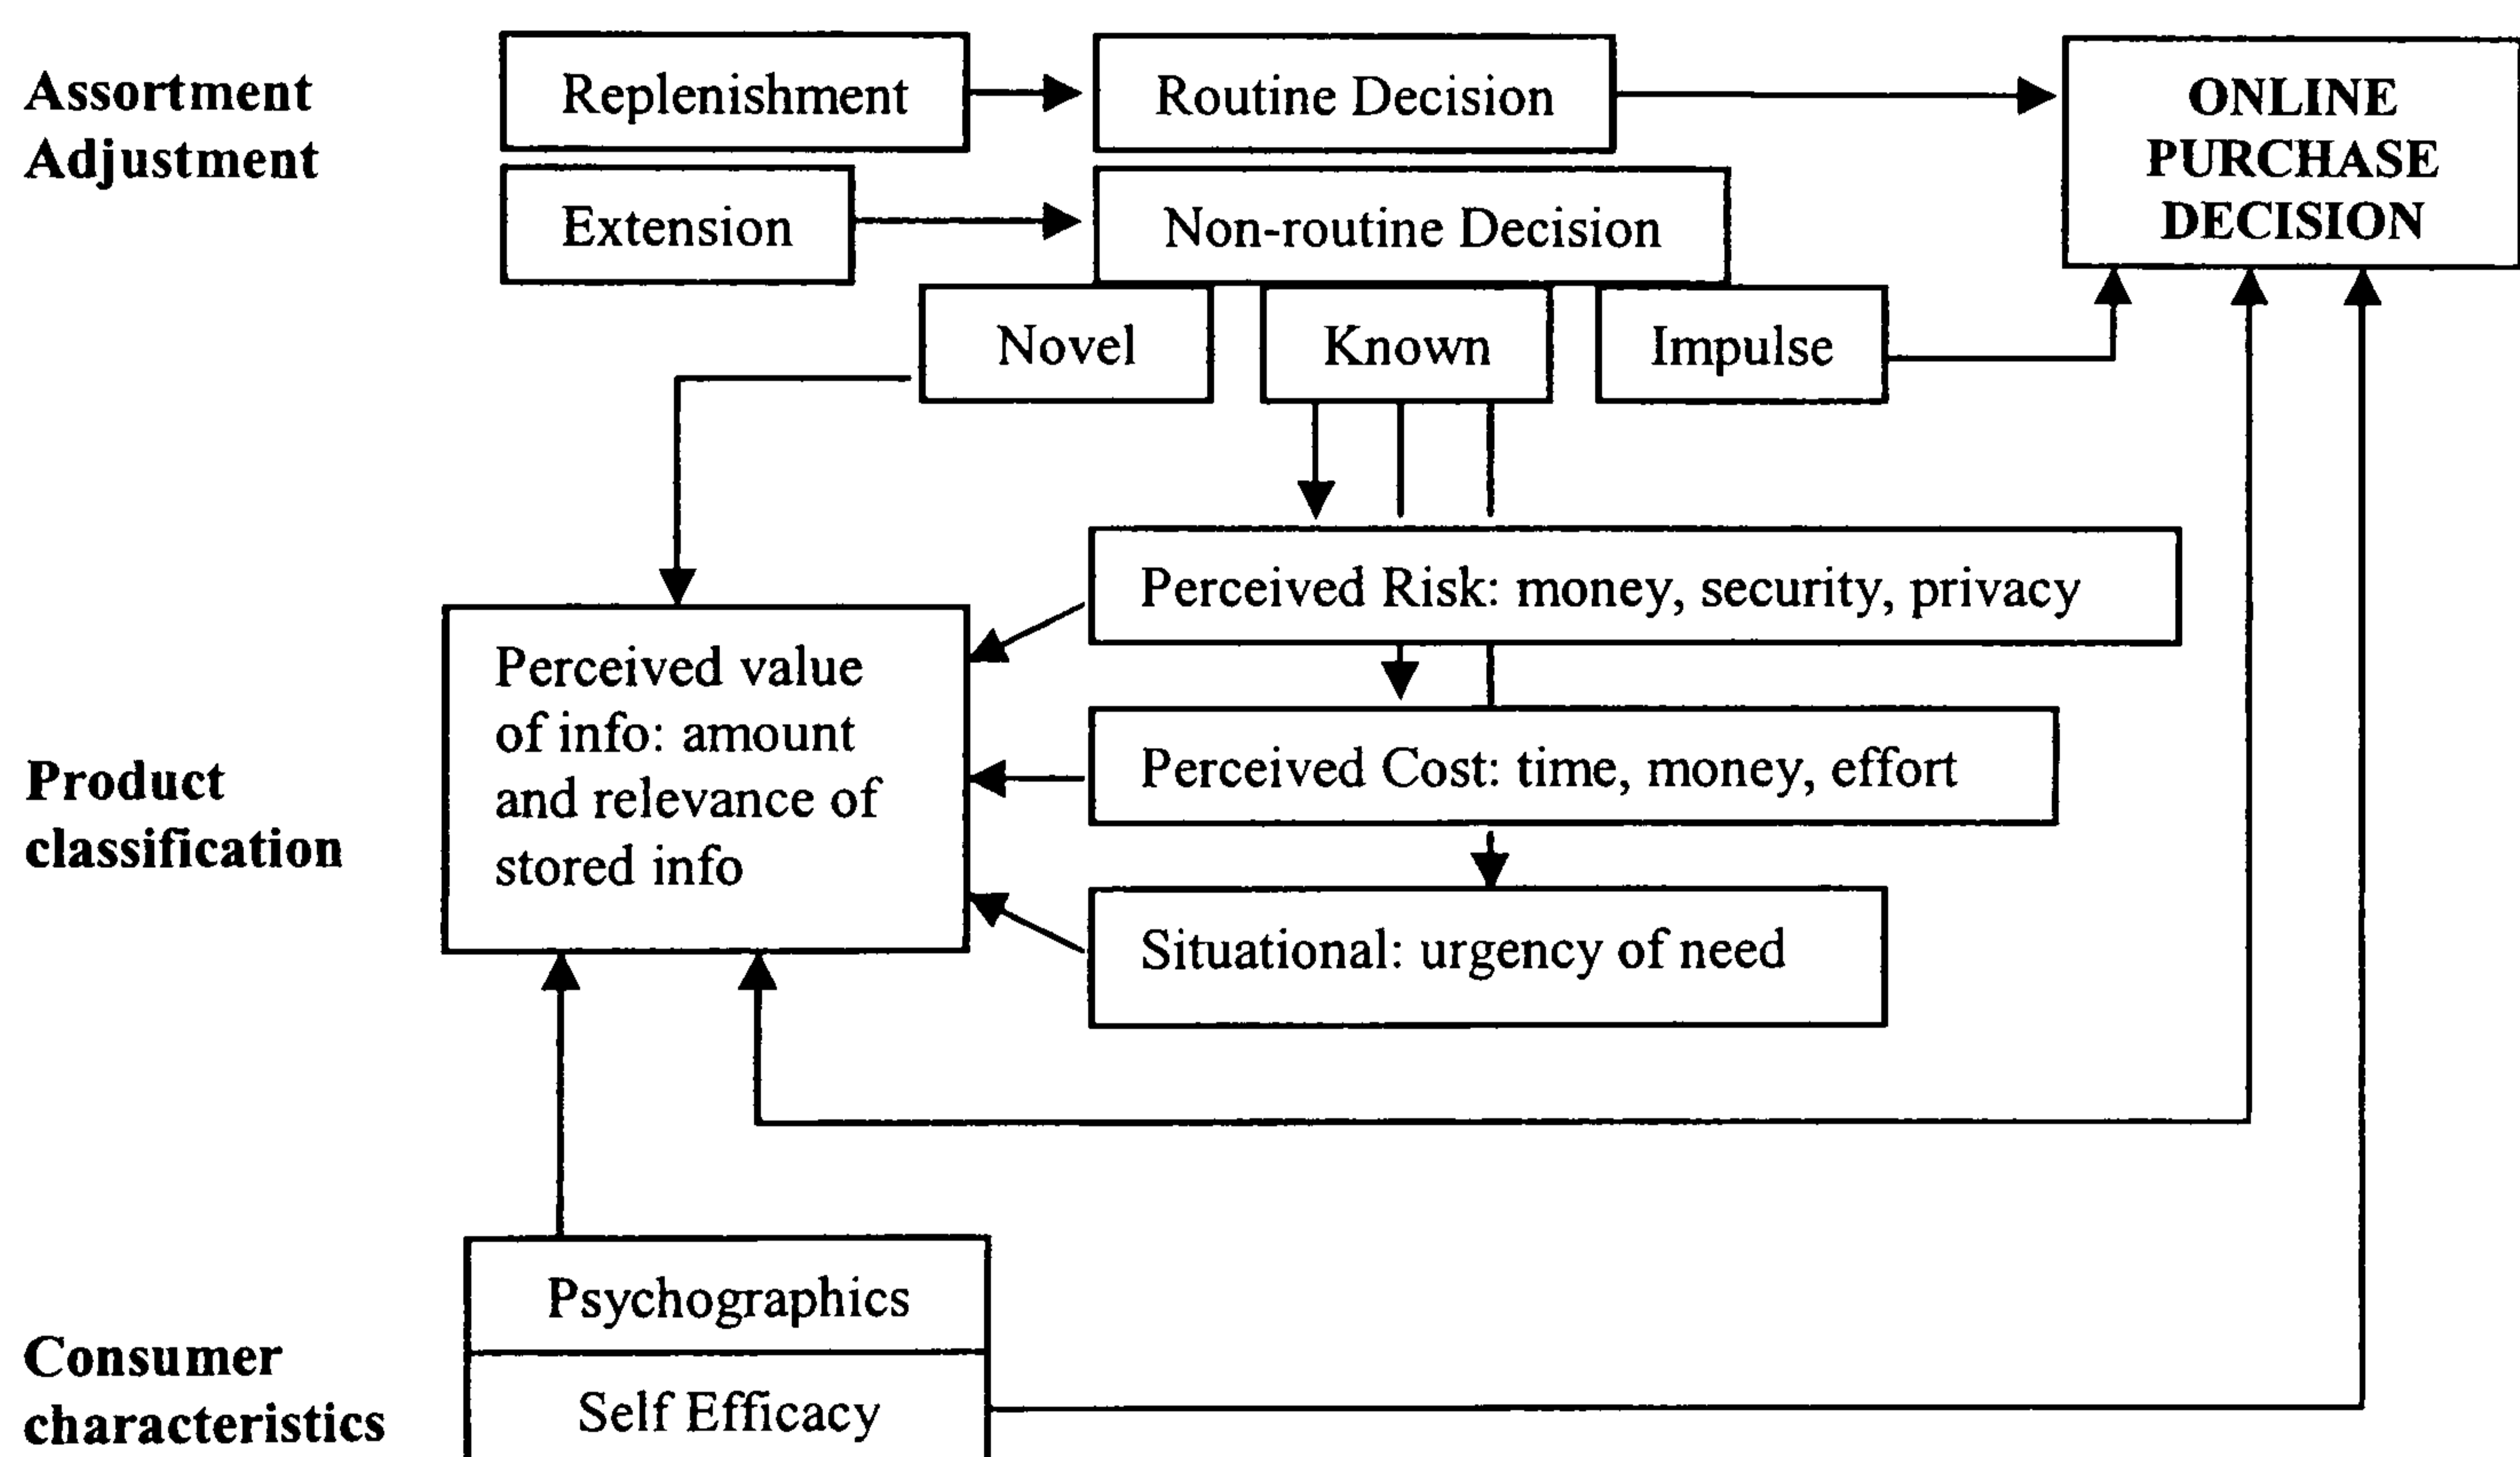 Assortment
Adjustment
Replenishment
Routine Decision
ONLINE
PURCHASE
DECISION
Extension
Non-routine Decision
Novel
Known
Impulse
Perceived Risk: money, security, privacy
Perceived value
of info: amount
and relevance of
stored info
Perceived Cost: time, money, effort
Situational: urgency of need
Product
classification
Psychographics
Self Efficacy
Consumer
characteristics